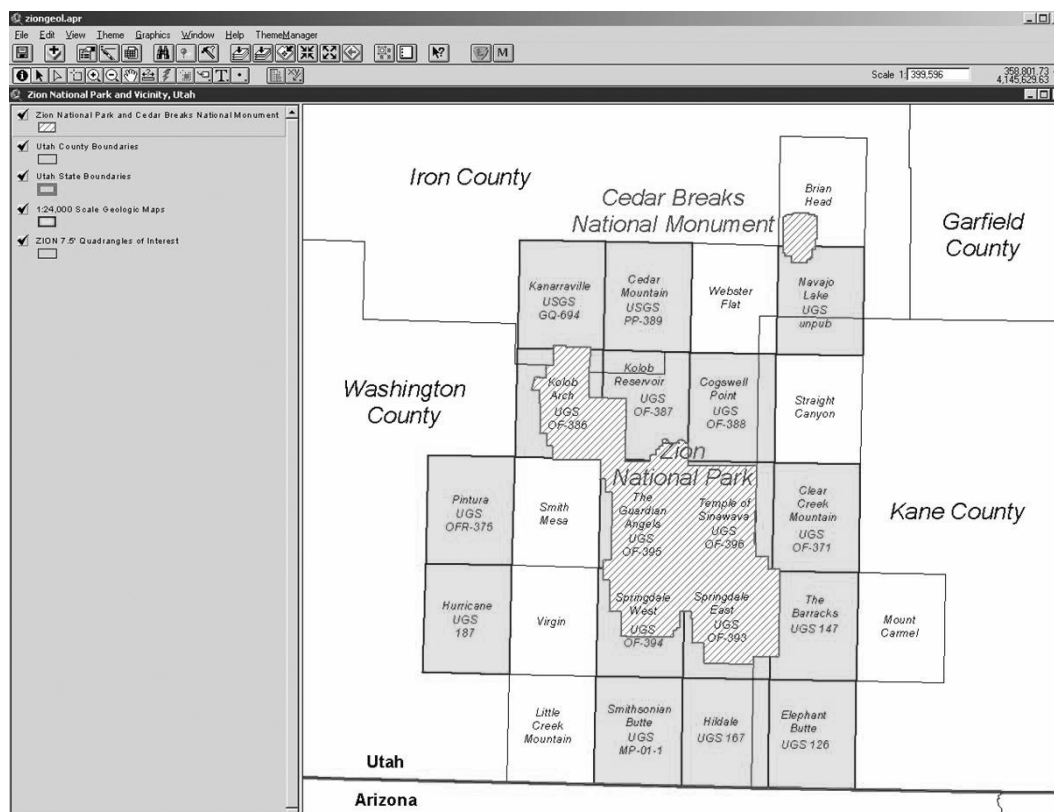 ziongeol.apr
File Edit View Theme Graphics Window Help ThemeManager
M
T
Scale 1: 399,596
358,801.73
4,145,629.63
Zion National Park and Vicinity, Utah
Zion National Park and Cedar Breaks National Monument
Utah County Boundaries
Utah State Boundaries
1:24,000 Scale Geologic Maps
ZION 7.5' Quadrangles of Interest
Iron County
Cedar Breaks
National Monument
Brian
Head
Garfield
County
Kanarraville
USGS
GQ-694
Cedar
Mountain
USGS
PP-389
Webster
Flat
Navajo
Lake
UGS
unpub
Washington
County
Kolob
Arch
UGS
OF-386
Kolob
Reservoir
UGS
OF-387
Cogswell
Point
UGS
OF-388
Straight
Canyon
Zion
National Park
Pintura
UGS
OFR-375
Smith
Mesa
The
Guardian
Angels
UGS
OF-395
Temple of
Sinawava
UGS
OF-396
Clear
Creek
Mountain
UGS
OF-371
Kane County
Hurricane
UGS
187
Virgin
Springdale
West
UGS
OF-394
Springdale
East
UGS
OF-393
The
Barracks
UGS 147
Mount
Carmel
Little
Creek
Mountain
Smithsonian
Butte
UGS
MP-01-1
Hildale
UGS 167
Elephant
Butte
UGS 126
Utah
Arizona